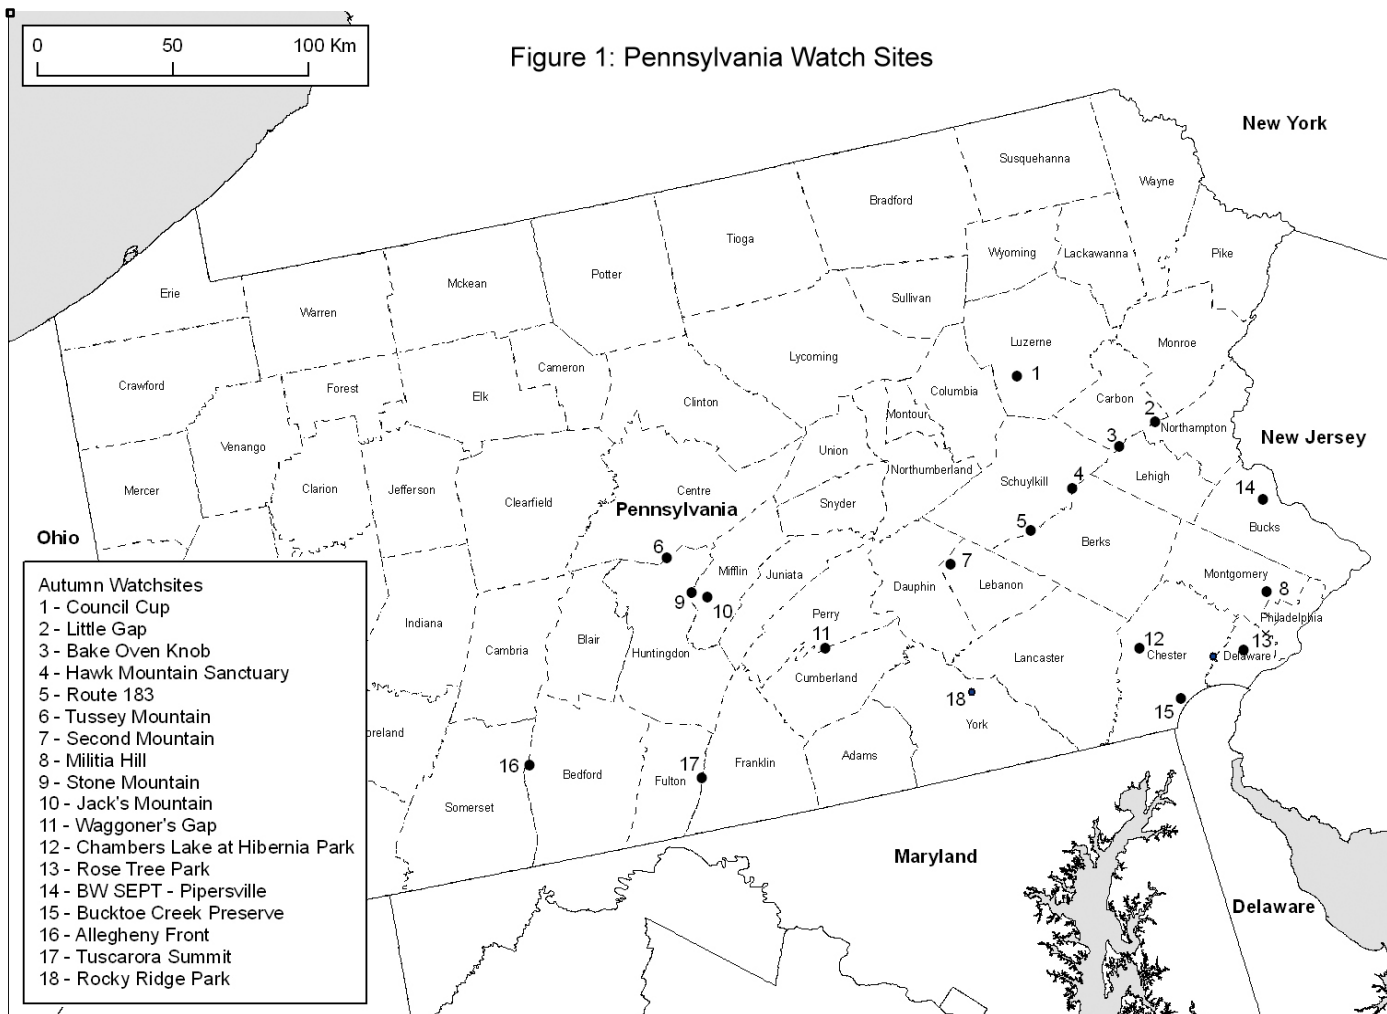 0 50 100 Km
Figure 1: Pennsylvania Watch Sites
New York
Susquehanna
Wayne
Bradford
Tioga
Wyoming
Lackawanna
Pike
Potter
Mckean
Erie
Sullivan
Warren
Luzerne
Monroe
Lycoming
Cameron
Crawford
Forest
Elk
Columbia
1
Carbon
Clinton
Montour
2
Northampton
New Jersey
Venango
Union
3
Northumberland
Mercer
Clarion
Jefferson
Centre
Clearfield
Snyder
Schuylkill
4
Lehigh
14
Pennsylvania
Bucks
Ohio
5
Berks
6
Mifflin
Juniata
7
Dauphin
Lebanon
Montgomery
8
9
10
Perry
Philadelphia
Indiana
Cambria
Blair
Huntingdon
11
Cumberland
Lancaster
12
Chester
13
Delaware
18
York
15
oreland
16
Bedford
17
Fulton
Franklin
Adams
Somerset
Maryland
Delaware
Autumn Watchsites
1 - Council Cup
2 - Little Gap
3 - Bake Oven Knob
4 - Hawk Mountain Sanctuary
5 - Route 183
6 - Tussey Mountain
7 - Second Mountain
8 - Militia Hill
9 - Stone Mountain
10 - Jack's Mountain
11 - Waggoner's Gap
12 - Chambers Lake at Hibernia Park
13 - Rose Tree Park
14 - BW SEPT - Pipersville
15 - Bucktoe Creek Preserve
16 - Allegheny Front
17 - Tuscarora Summit
18 - Rocky Ridge Park